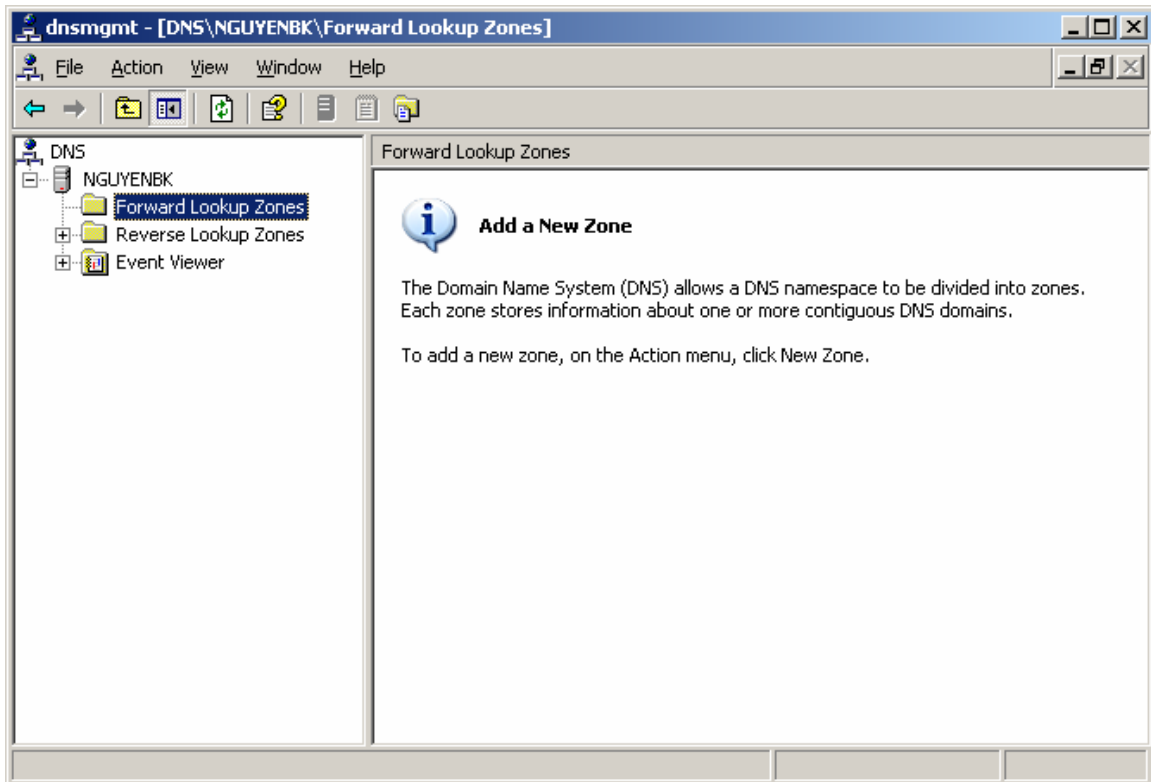 dnsmgmt - [DNS\NGUYENBK\Forward Lookup Zones]
File Action View Window Help
DNS
NGUYENBK
Forward Lookup Zones
Reverse Lookup Zones
Event Viewer
Forward Lookup Zones
Add a New Zone
The Domain Name System (DNS) allows a DNS namespace to be divided into zones.
Each zone stores information about one or more contiguous DNS domains.
To add a new zone, on the Action menu, click New Zone.